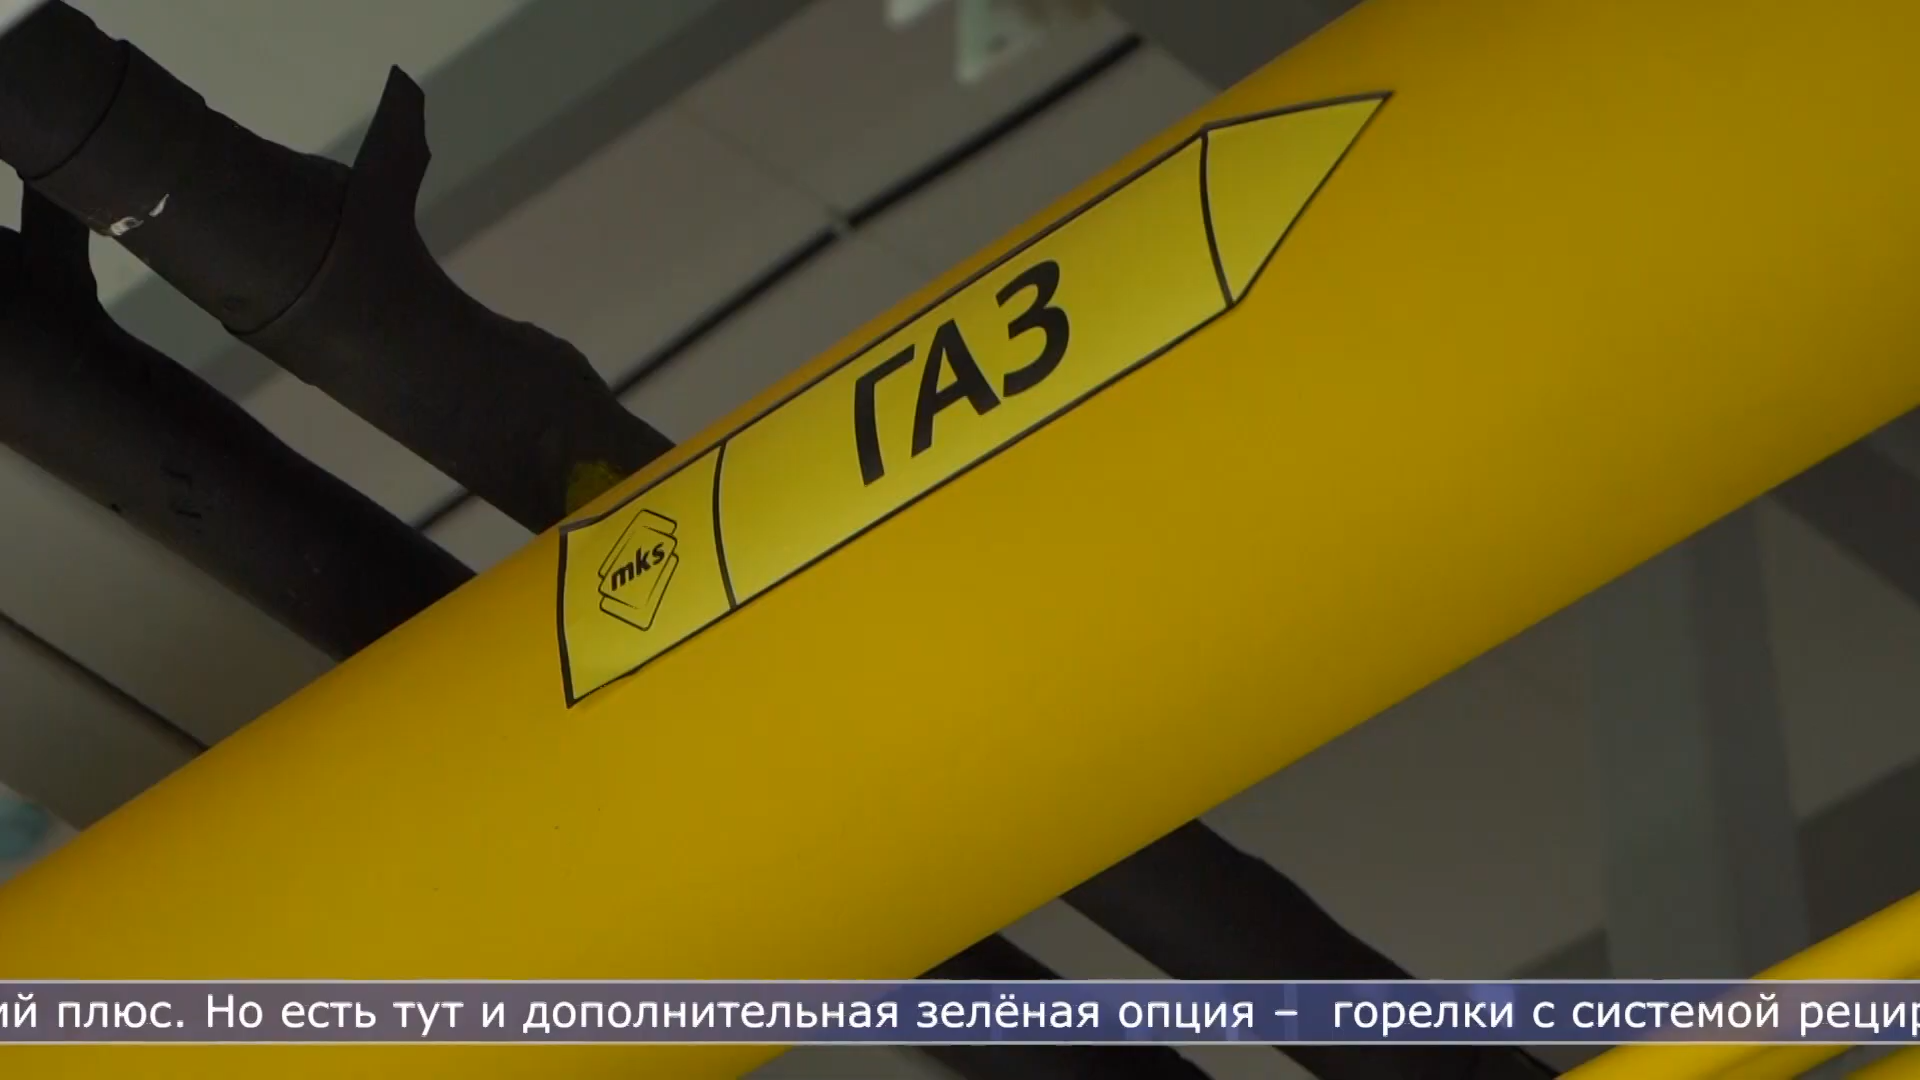 ГАЗ
mks
ий плюс. Но есть тут и дополнительная зелёная опция – горелки с системой рецир